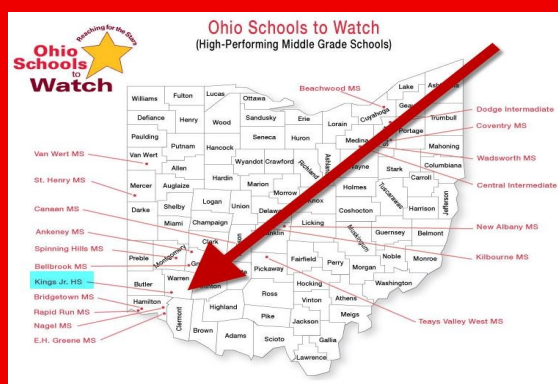 Reaching for the Stars
Ohio
Schools
to
Watch
Ohio Schools to Watch
(High-Performing Middle Grade Schools)
Beachwood MS
Dodge Intermadiate
Coventry MS
Wadsworth MS
Central Intermediate
New Albany MS
Kilbourne MS
Teays Valley West MS
Van Wert MS
St. Henry MS
Canaan MS
Ankeney MS
Spinning Hills MS
Bellbrook MS
Kings Jr. HS
Bridgetown MS
Rapid Run MS
Nagel MS
E.H. Greene MS
Williams
Fulton
Lucas
Ottawa
Lake
Defiance
Henry
Wood
Sandusky
Erie
Lorain
Cuyahoga
Trumbull
Paulding
Putnam
Hancock
Seneca
Huron
Medina
Portage
Mahoning
Van Wert
Allen
Wyandot
Crawford
Richland
Wayne
Stark
Columbiana
Mercer
Auglaize
Hardin
Marion
Morrow
Holmes
Carroll
Jefferson
Darke
Shelby
Logan
Union
Knox
Coshocton
Tuscarawas
Harrison
Miami
Champaign
Licking
Muskingum
Guernsey
Belmont
Preble
Montgomery
Clark
Fairfield
Perry
Morgan
Noble
Monroe
Butler
Warren
Pickaway
Hocking
Washington
Hamilton
Clermont
Highland
Ross
Vinton
Athens
Meigs
Brown
Adams
Pike
Jackson
Scioto
Gallia
Lawrence